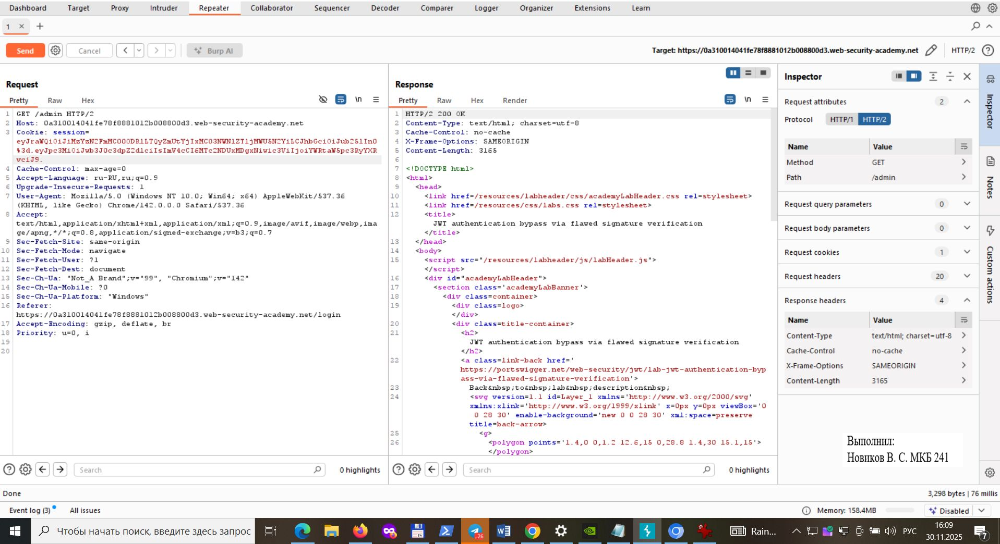 Dashboard Target Proxy Intruder Repeater Collaborator Sequencer Decoder Comparer Logger Organizer Extensions Learn
1
Send Cancel Burp AI Target: https://0a310014041fe78f8881012b008800d3.web-security-academy.net HTTP/2
Request
Pretty Raw Hex \n
1 GET /admin HTTP/2
2 Host: 0a310014041fe78f8881012b008800d3.web-security-academy.net
3 Cookie: session=
4 Cache-Control: max-age=0
5 Accept-Language: ru-RU,ru;q=0.9
6 Upgrade-Insecure-Requests: 1
7 User-Agent: Mozilla/5.0 (Windows NT 10.0; Win64; x64) AppleWebKit/537.36
(KHTML, like Gecko) Chrome/142.0.0.0 Safari/537.36
8 Accept:
text/html,application/xhtml+xml,application/xml;q=0.9,image/avif,image/webp,ima
ge/apng,*/*;q=0.8,application/signed-exchange;v=b3;q=0.7
9 Sec-Fetch-Site: same-origin
10 Sec-Fetch-Mode: navigate
11 Sec-Fetch-User: ?1
12 Sec-Fetch-Dest: document
13 Sec-Ch-Ua: "Not_A Brand";v="99", "Chromium";v="142"
14 Sec-Ch-Ua-Mobile: ?0
15 Sec-Ch-Ua-Platform: "Windows"
16 Referer:
https://0a310014041fe78f8881012b008800d3.web-security-academy.net/login
17 Accept-Encoding: gzip, deflate, br
18 Priority: u=0, i
19
20
Search 0 highlights
Response
Pretty Raw Hex Render \n
1 HTTP/2 200 OK
2 Content-Type: text/html; charset=utf-8
3 Cache-Control: no-cache
4 X-Frame-Options: SAMEORIGIN
5 Content-Length: 3165
6
7 <!DOCTYPE html>
8 <html>
9 <head>
10 <link href=/resources/labheader/css/academyLabHeader.css rel=stylesheet>
11 <link href=/resources/css/labs.css rel=stylesheet>
12 <title>
JWT authentication bypass via flawed signature verification
</title>
13 </head>
14 <body>
15 <script src="/resources/labheader/js/labHeader.js">
</script>
16 <div id="academyLabHeader">
17 <section class='academyLabBanner'>
18 <div class=container>
19 <div class=logo>
</div>
20 <div class=title-container>
21 <h2>
JWT authentication bypass via flawed signature verification
</h2>
22 <a class=link-back href='
https://portswigger.net/web-security/jwt/lab-jwt-authentication-byp
ass-via-flawed-signature-verification'>
23 Back&nbsp;to&nbsp;lab&nbsp;description&nbsp;
24 <svg version=1.1 id=Layer_1 xmlns='http://www.w3.org/2000/svg'
xmlns:xlink='http://www.w3.org/1999/xlink' x=0px y=0px viewBox='0
0 28 30' enable-background='new 0 0 28 30' xml:space=preserve
title=back-arrow>
25 <g>
26 <polygon points='1.4,0 0,1.2 12.6,15 0,28.8 1.4,30 15.1,15'>
</polygon>
Search 0 highlights
Inspector
Request attributes 2
Protocol HTTP/1 HTTP/2
Name Value
Method GET
Path /admin
Request query parameters 0
Request body parameters 0
Request cookies 1
Request headers 20
Response headers 4
Name Value
Content-Type text/html; charset=utf-8
Cache-Control no-cache
X-Frame-Options SAMEORIGIN
Content-Length 3165
Выполнил:
Новиков В. С. МКБ 241
Inspector
Notes
Custom actions
Done 3,298 bytes | 76 millis
Event log (3) All issues Memory: 158.4MB Disabled
Чтобы начать поиск, введите здесь запрос 64 ..26 Rain... РУС 16:09
30.11.2025 7